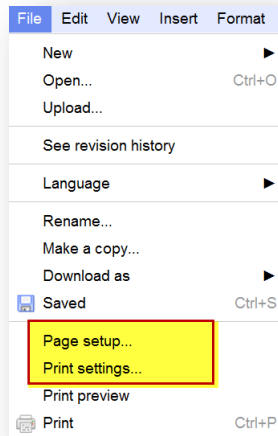 File Edit View Insert Format
New
Open... Ctrl+O
Upload...
See revision history
Language
Rename...
Make a copy...
Download as
Saved Ctrl+S
Page setup...
Print settings...
Print preview
Print Ctrl+P